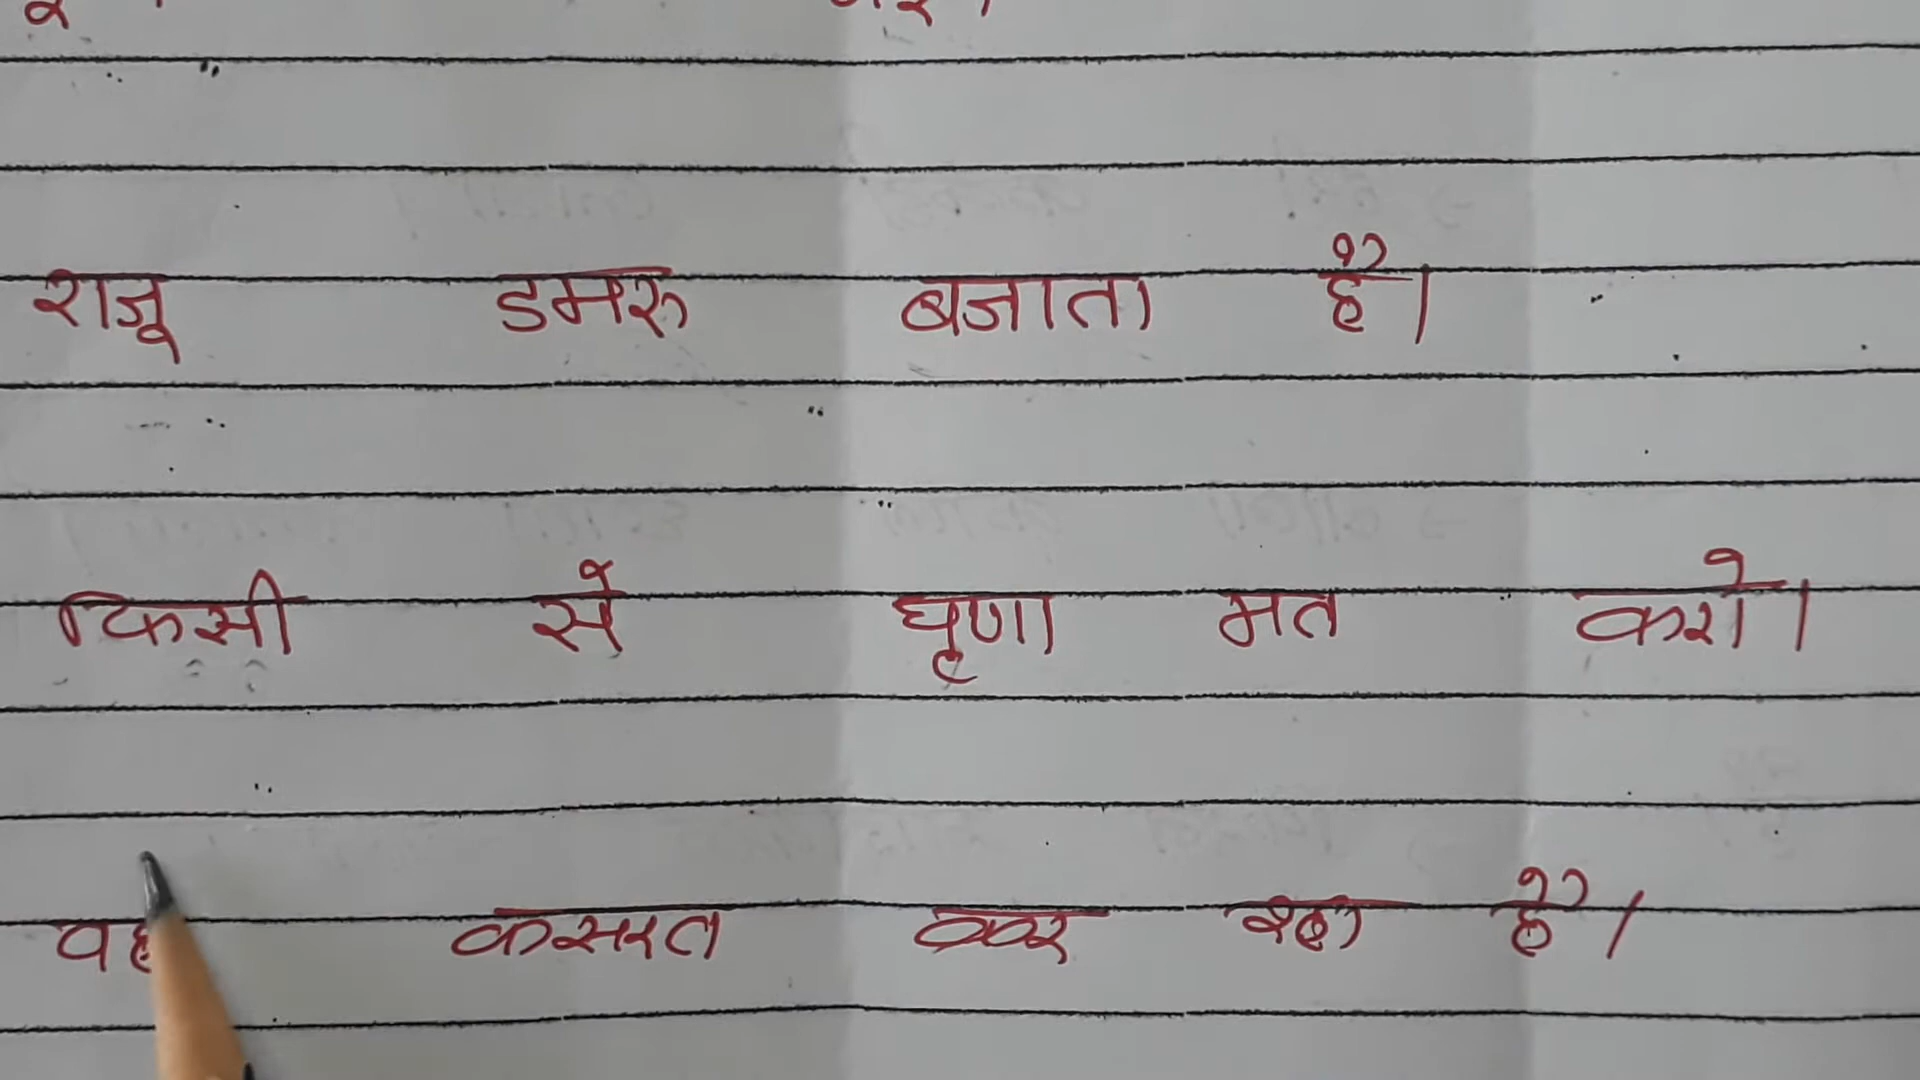 राजू डमरु बजाता है।
किसी से घृणा मत करो।
वह कसरत कर रहा है।